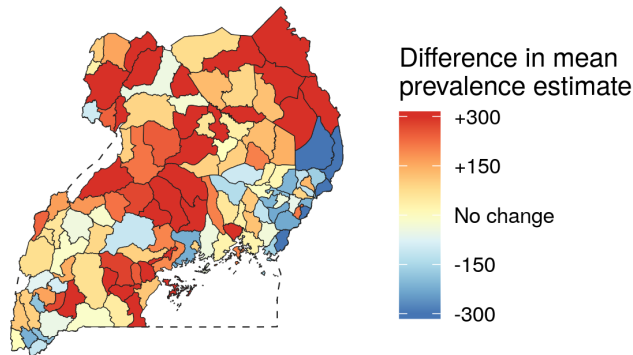 Difference in mean
prevalence estimate
+300
+150
No change
-150
-300